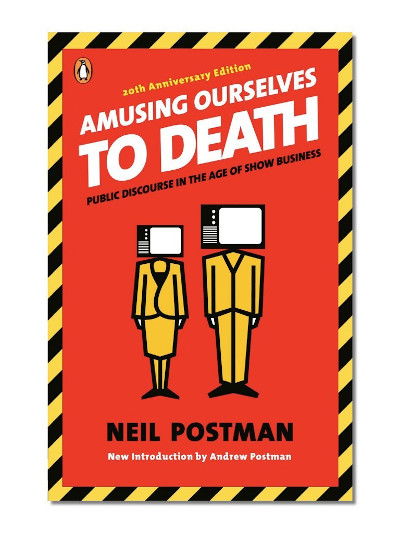 20th Anniversary Edition
AMUSING OURSELVES
TO DEATH
PUBLIC DISCOURSE IN THE AGE OF SHOW BUSINESS
NEIL POSTMAN
New Introduction by Andrew Postman